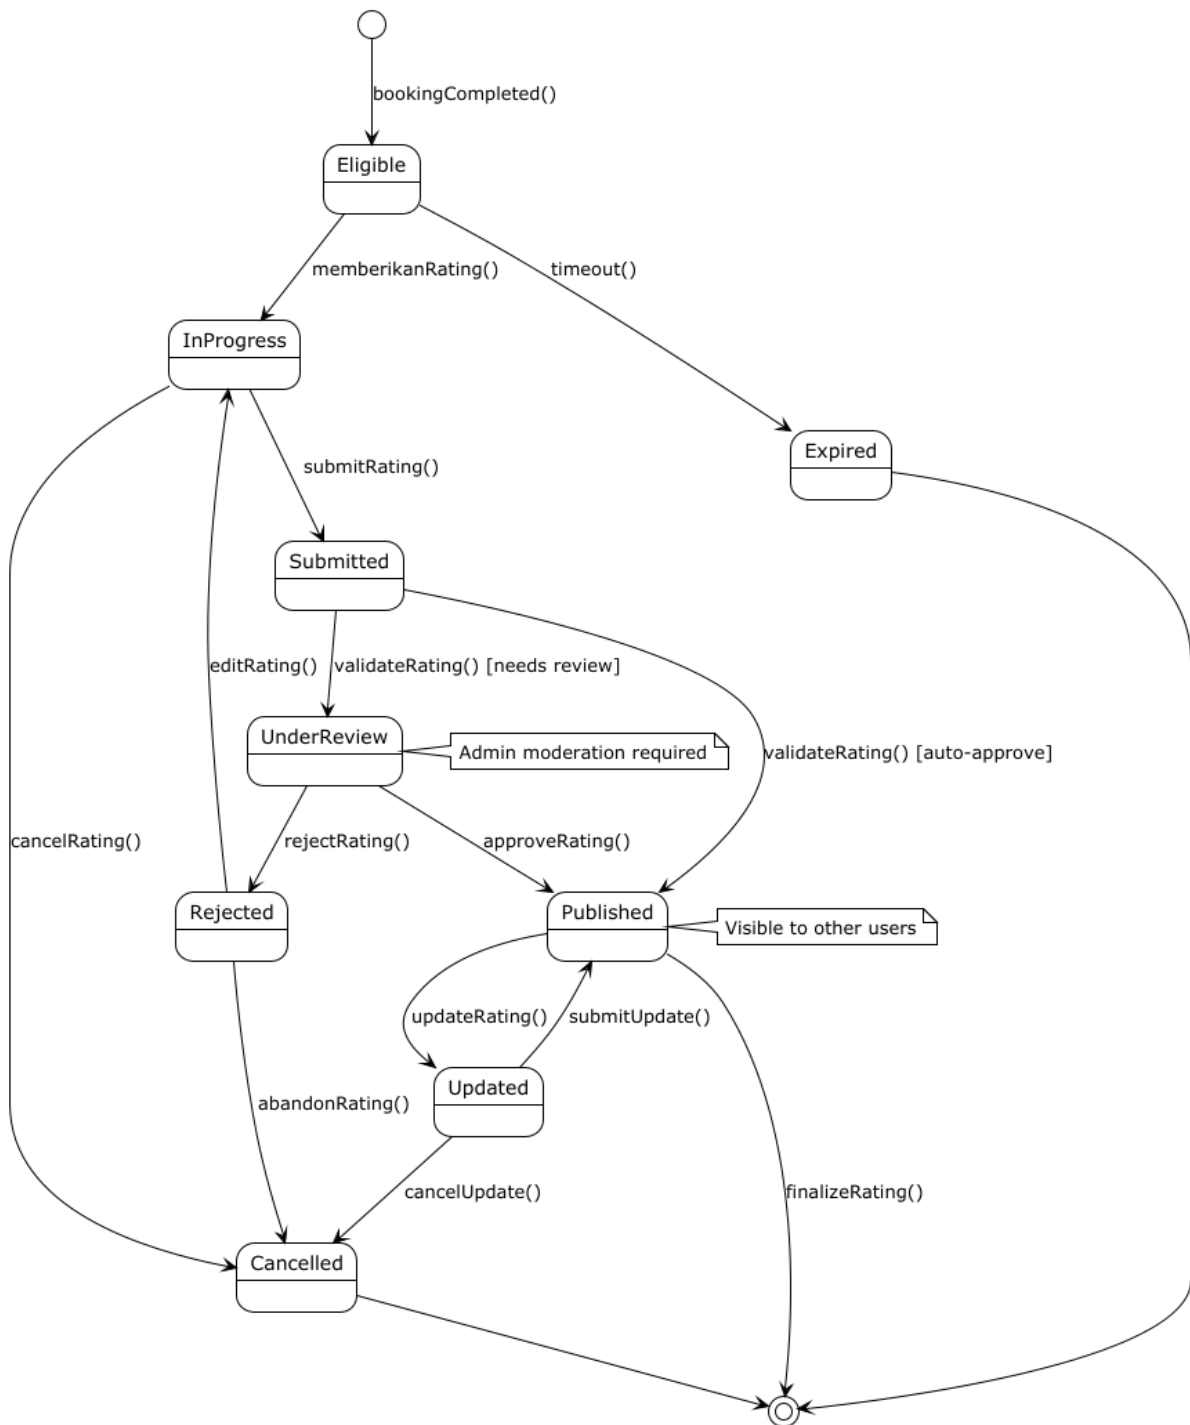 bookingCompleted()
Eligible
memberikanRating()
timeout()
InProgress
Expired
submitRating()
Submitted
editRating()
validateRating() [needs review]
UnderReview
Admin moderation required
validateRating() [auto-approve]
cancelRating()
rejectRating()
approveRating()
Rejected
Published
Visible to other users
updateRating()
submitUpdate()
Updated
abandonRating()
cancelUpdate()
finalizeRating()
Cancelled